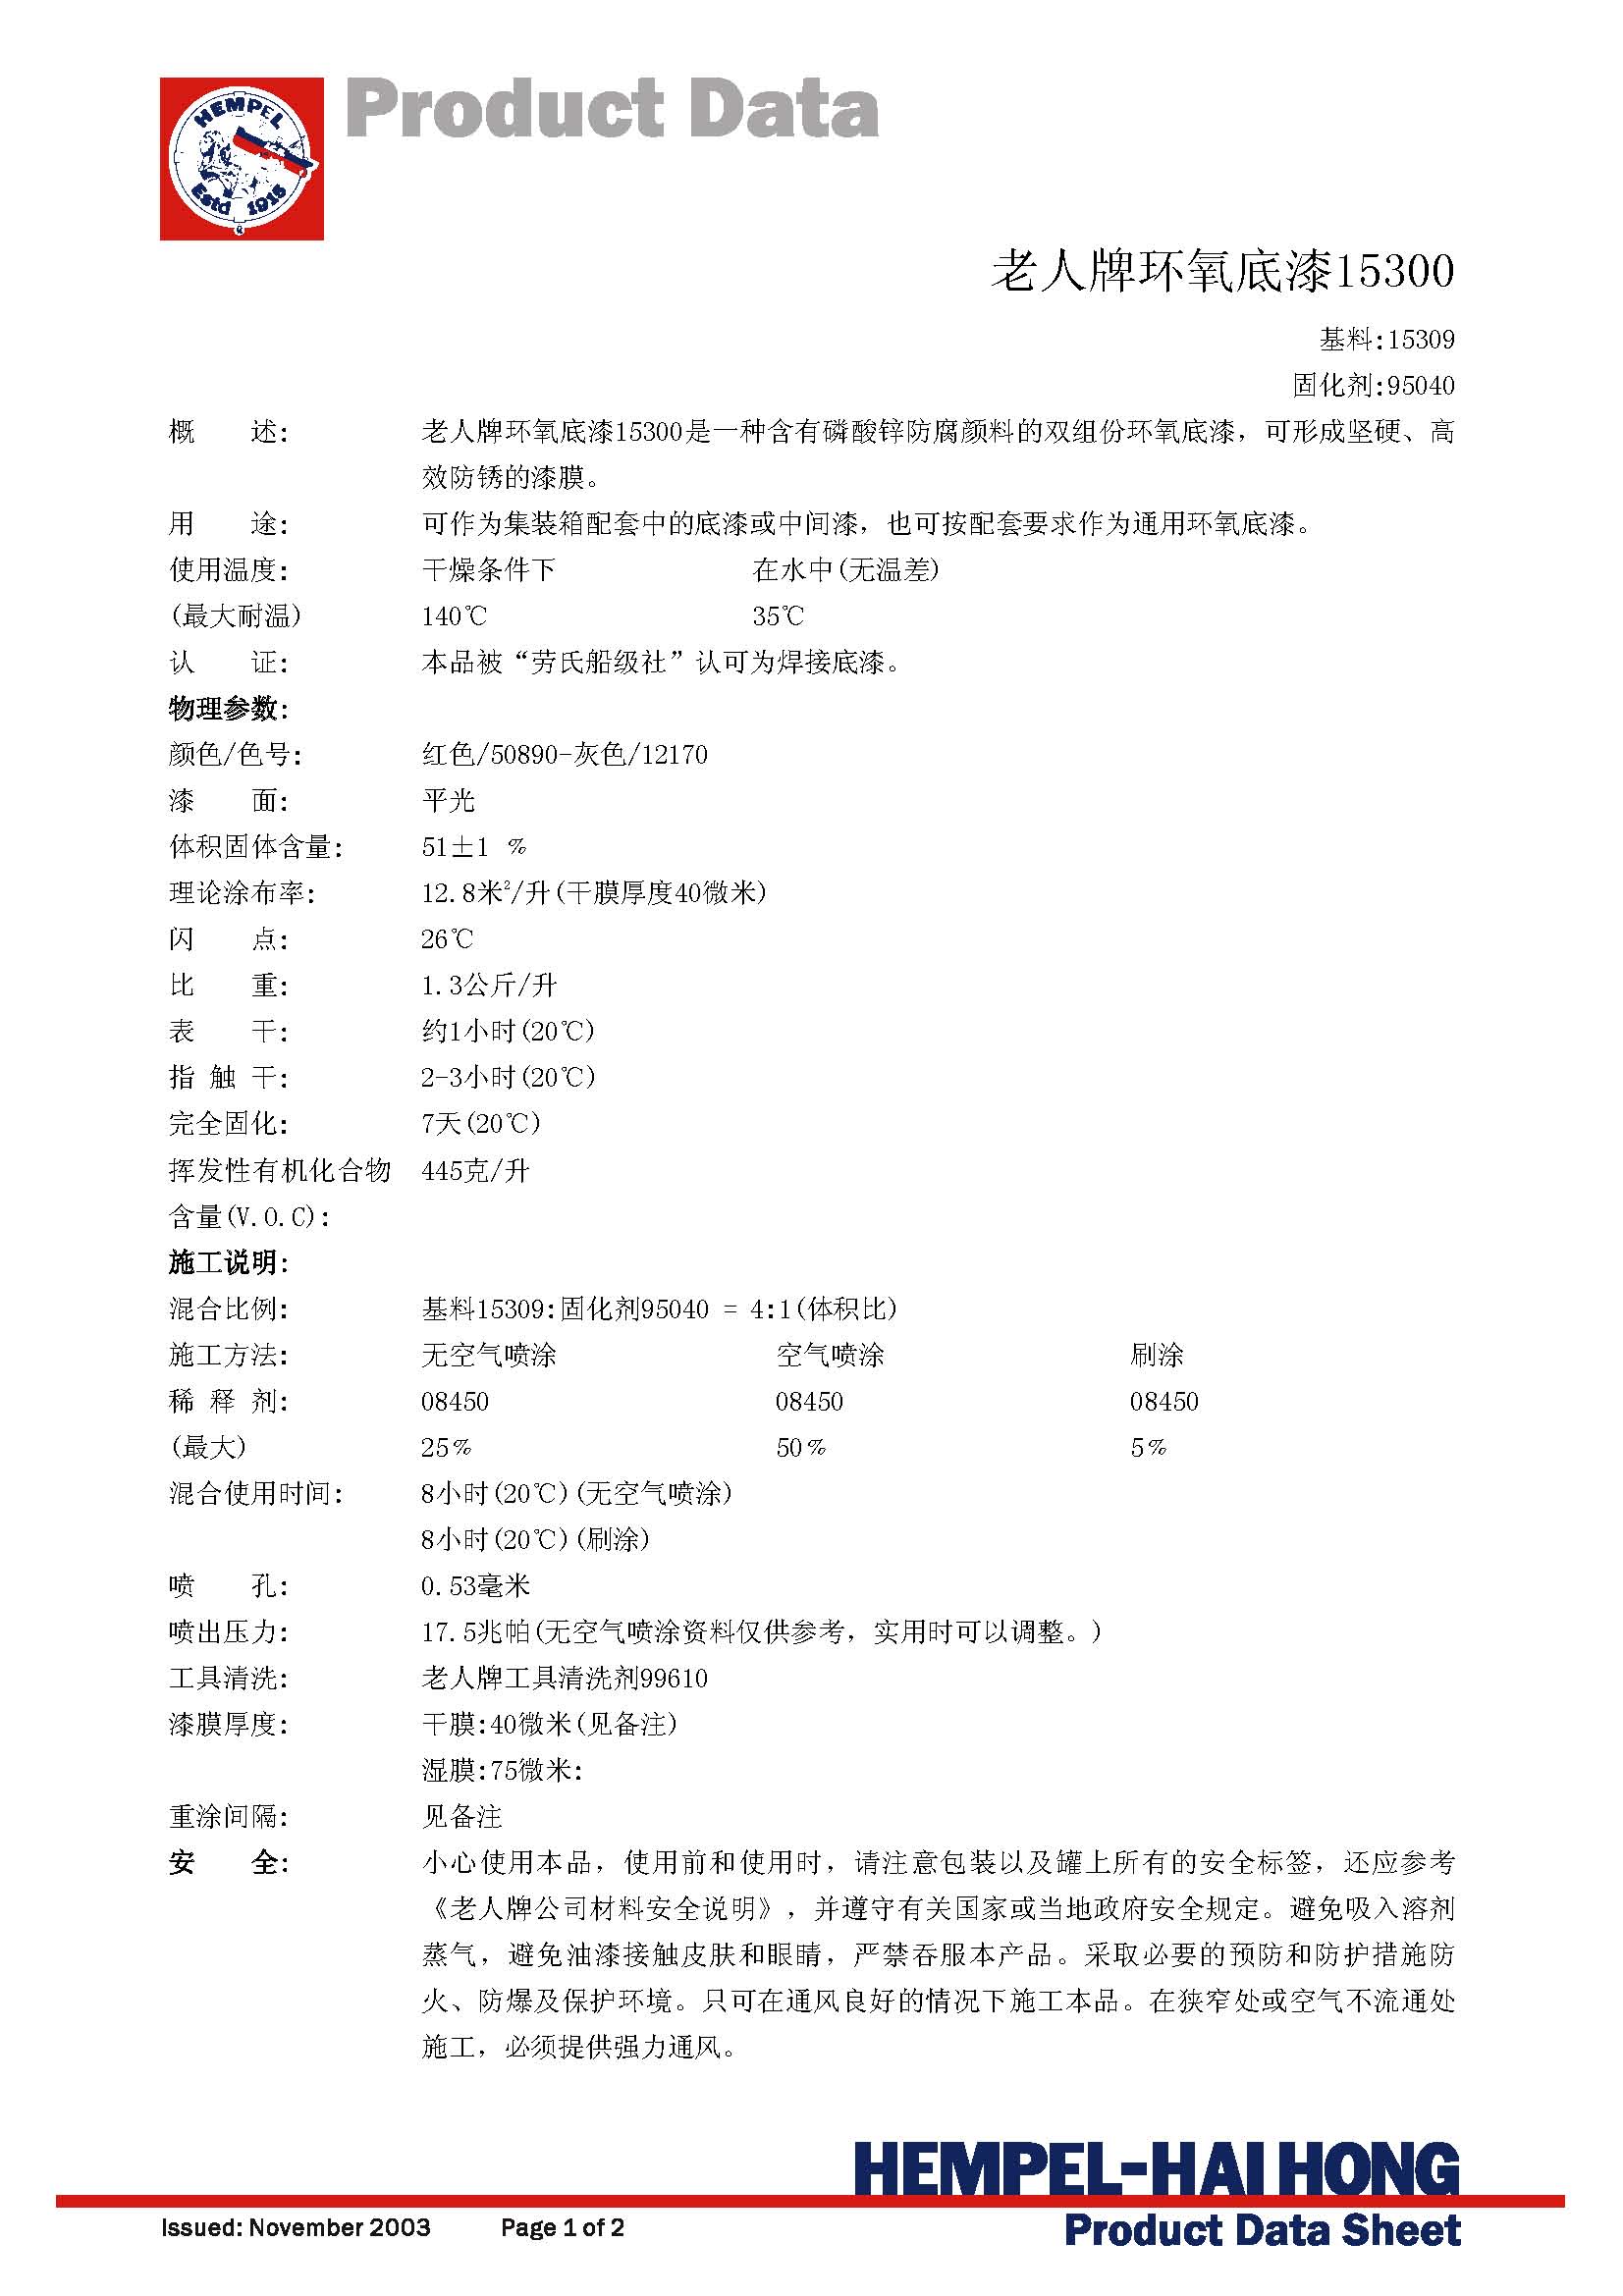 HEMPEL
Estd 1915
Product Data
老人牌环氧底漆15300
基料:15309
固化剂:95040
概 述: 老人牌环氧底漆15300是一种含有磷酸锌防腐颜料的双组份环氧底漆，可形成坚硬、高
效防锈的漆膜。
用 途: 可作为集装箱配套中的底漆或中间漆，也可按配套要求作为通用环氧底漆。
使用温度: 干燥条件下 在水中(无温差)
(最大耐温) 140℃ 35℃
认 证: 本品被“劳氏船级社”认可为焊接底漆。
物理参数:
颜色/色号: 红色/50890-灰色/12170
漆 面: 平光
体积固体含量: 51±1 %
理论涂布率: 12.8米²/升(干膜厚度40微米)
闪 点: 26℃
比 重: 1.3公斤/升
表 干: 约1小时(20℃)
指 触 干: 2-3小时(20℃)
完全固化: 7天(20℃)
挥发性有机化合物 445克/升
含量(V.O.C):
施工说明:
混合比例: 基料15309:固化剂95040 = 4:1(体积比)
施工方法: 无空气喷涂 空气喷涂 刷涂
稀 释 剂: 08450 08450 08450
(最大) 25% 50% 5%
混合使用时间: 8小时(20℃)(无空气喷涂)
8小时(20℃)(刷涂)
喷 孔: 0.53毫米
喷出压力: 17.5兆帕(无空气喷涂资料仅供参考，实用时可以调整。)
工具清洗: 老人牌工具清洗剂99610
漆膜厚度: 干膜:40微米(见备注)
湿膜:75微米:
重涂间隔: 见备注
安 全: 小心使用本品，使用前和使用时，请注意包装以及罐上所有的安全标签，还应参考
《老人牌公司材料安全说明》，并遵守有关国家或当地政府安全规定。避免吸入溶剂
蒸气，避免油漆接触皮肤和眼睛，严禁吞服本产品。采取必要的预防和防护措施防
火、防爆及保护环境。只可在通风良好的情况下施工本品。在狭窄处或空气不流通处
施工，必须提供强力通风。
HEMPEL-HAI HONG
Issued: November 2003 Page 1 of 2 Product Data Sheet